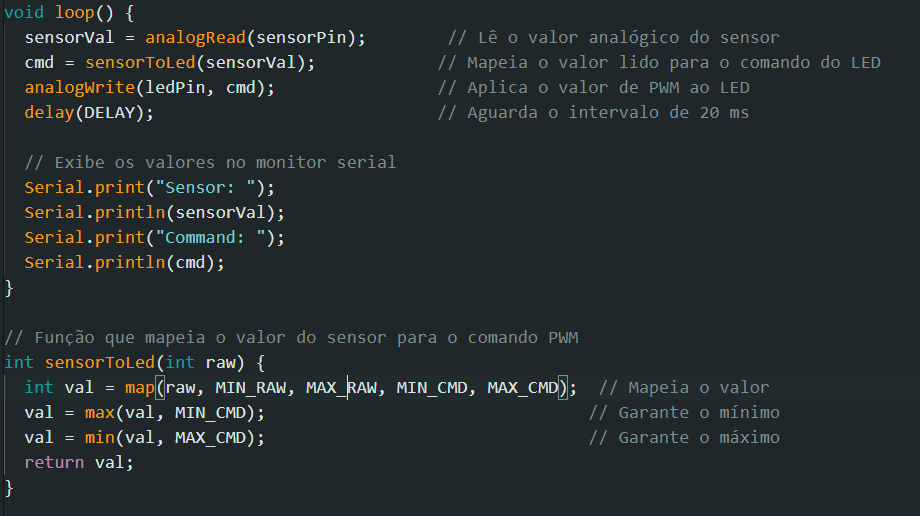 void loop() {
  sensorVal = analogRead(sensorPin);        // Lê o valor analógico do sensor
  cmd = sensorToLed(sensorVal);            // Mapeia o valor lido para o comando do LED
  analogWrite(ledPin, cmd);                // Aplica o valor de PWM ao LED
  delay(DELAY);                            // Aguarda o intervalo de 20 ms

  // Exibe os valores no monitor serial
  Serial.print("Sensor: ");
  Serial.println(sensorVal);
  Serial.print("Command: ");
  Serial.println(cmd);
}

// Função que mapeia o valor do sensor para o comando PWM
int sensorToLed(int raw) {
  int val = map(raw, MIN_RAW, MAX_RAW, MIN_CMD, MAX_CMD);  // Mapeia o valor
  val = max(val, MIN_CMD);                                // Garante o mínimo
  val = min(val, MAX_CMD);                                // Garante o máximo
  return val;
}